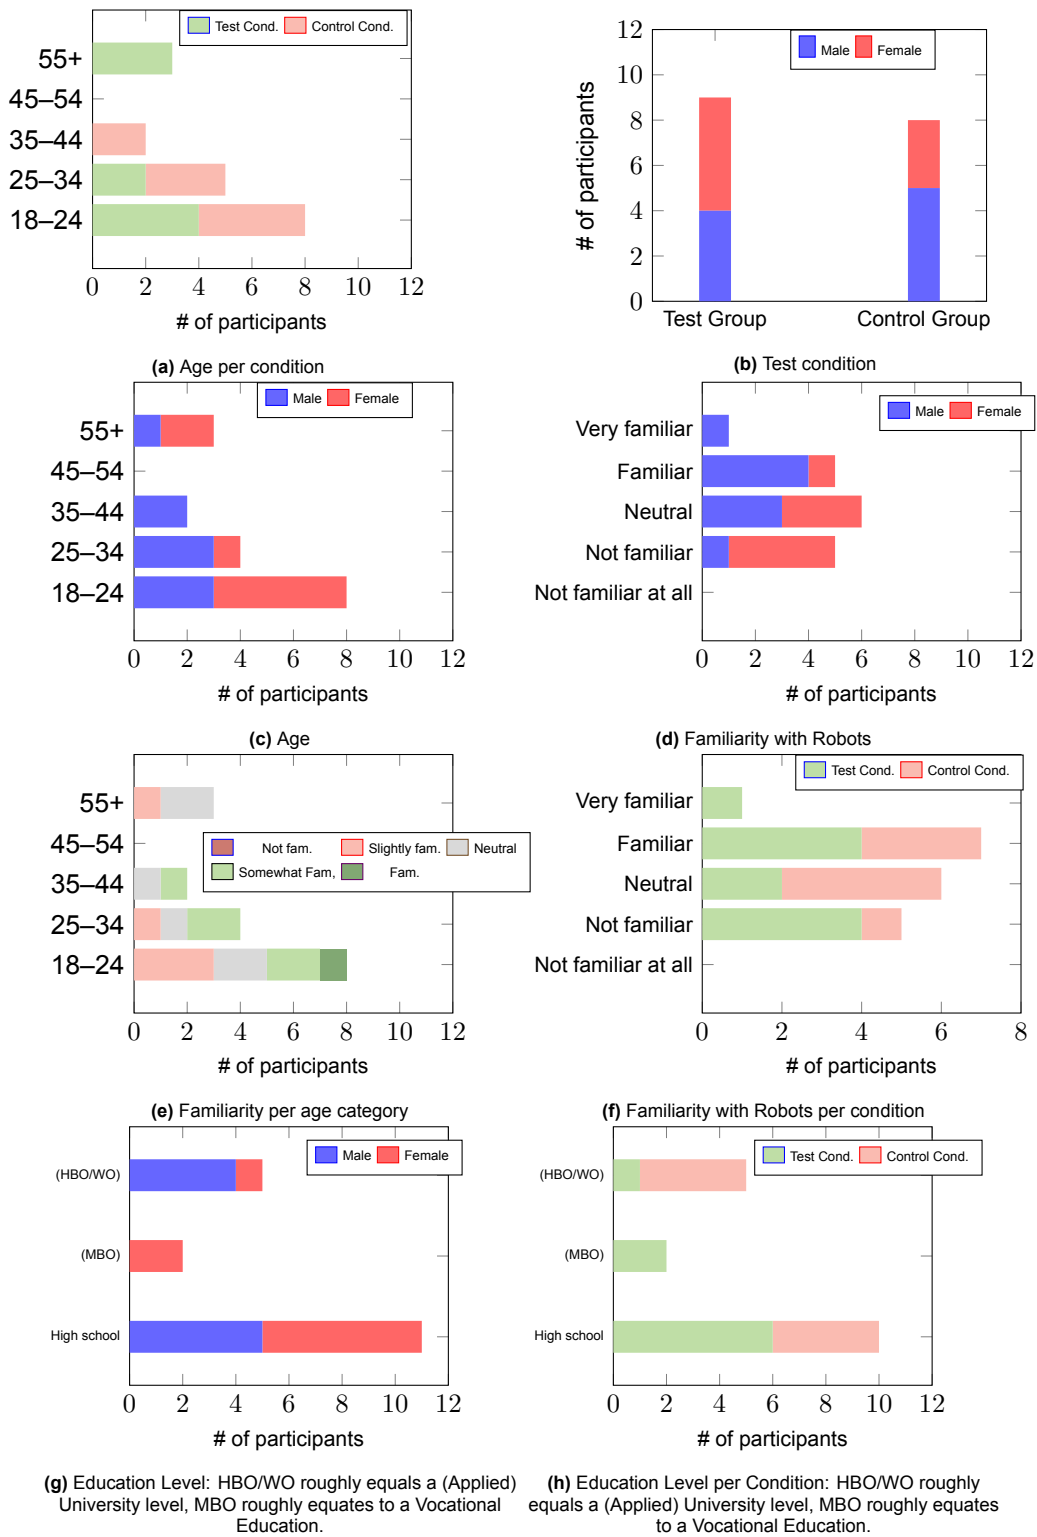 Test Cond. Control Cond.
55+
45–54
35–44
25–34
18–24
0 2 4 6 8 10 12
# of participants
(a) Age per condition
Male Female
12
10
8
6
4
2
0
# of participants
Test Group Control Group
(b) Test condition
Male Female
55+
45–54
35–44
25–34
18–24
0 2 4 6 8 10 12
# of participants
(c) Age
Male Female
Very familiar
Familiar
Neutral
Not familiar
Not familiar at all
0 2 4 6 8 10 12
# of participants
(d) Familiarity with Robots
55+
45–54
35–44
25–34
18–24
Not fam. Slightly fam. Neutral
Somewhat Fam, Fam.
0 2 4 6 8 10 12
# of participants
(e) Familiarity per age category
Test Cond. Control Cond.
Very familiar
Familiar
Neutral
Not familiar
Not familiar at all
0 2 4 6 8
# of participants
(f) Familiarity with Robots per condition
Male Female
(HBO/WO)
(MBO)
High school
0 2 4 6 8 10 12
# of participants
(g) Education Level: HBO/WO roughly equals a (Applied)
University level, MBO roughly equates to a Vocational
Education.
Test Cond. Control Cond.
(HBO/WO)
(MBO)
High school
0 2 4 6 8 10 12
# of participants
(h) Education Level per Condition: HBO/WO roughly
equals a (Applied) University level, MBO roughly equates
to a Vocational Education.